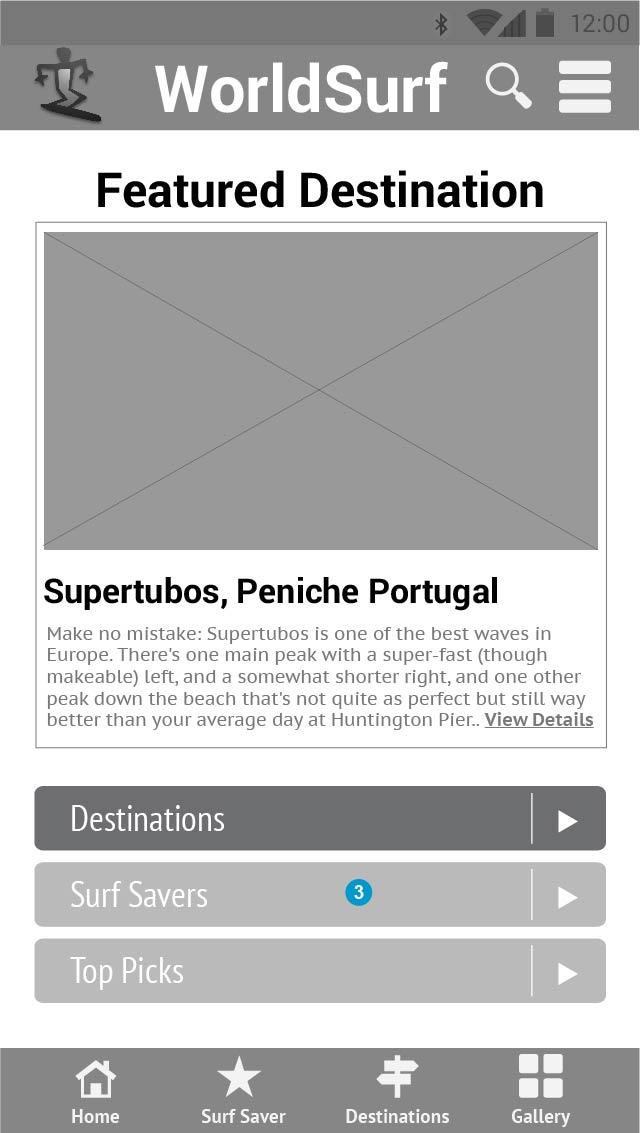 12:00
WorldSurf
Featured Destination
Supertubos, Peniche Portugal
Make no mistake: Supertubos is one of the best waves in
Europe. There's one main peak with a super-fast (though
makeable) left, and a somewhat shorter right, and one other
peak down the beach that's not quite as perfect but still way
better than your average day at Huntington Pier.. View Details
Destinations
Surf Savers 3
Top Picks
Home Surf Saver Destinations Gallery